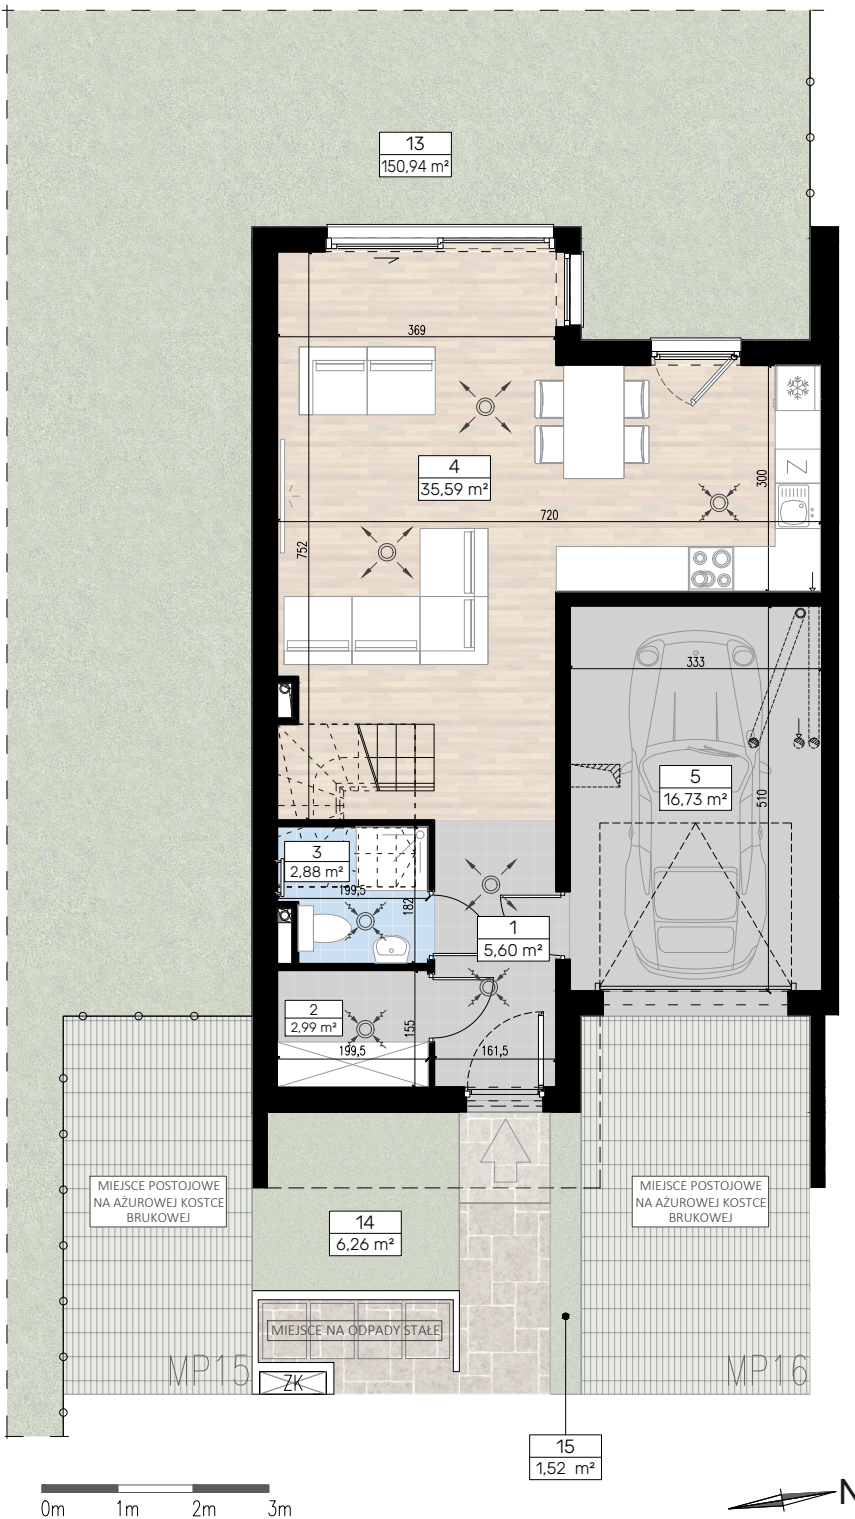 13
150,94 m²
369
4
35,59 m²
300
Z
720
752
333
5
16,73 m²
510
3
2,88 m²
199,5
182
1
5,60 m²
2
2,99 m²
155
199,5
161,5
MIEJSCE POSTOJOWE
NA AŻUROWEJ KOSTCE
BRUKOWEJ
MIEJSCE POSTOJOWE
NA AŻUROWEJ KOSTCE
BRUKOWEJ
14
6,26 m²
MIEJSCE NA ODPADY STAŁE
MP15
ZK
MP16
15
1,52 m²
0m 1m 2m 3m
N